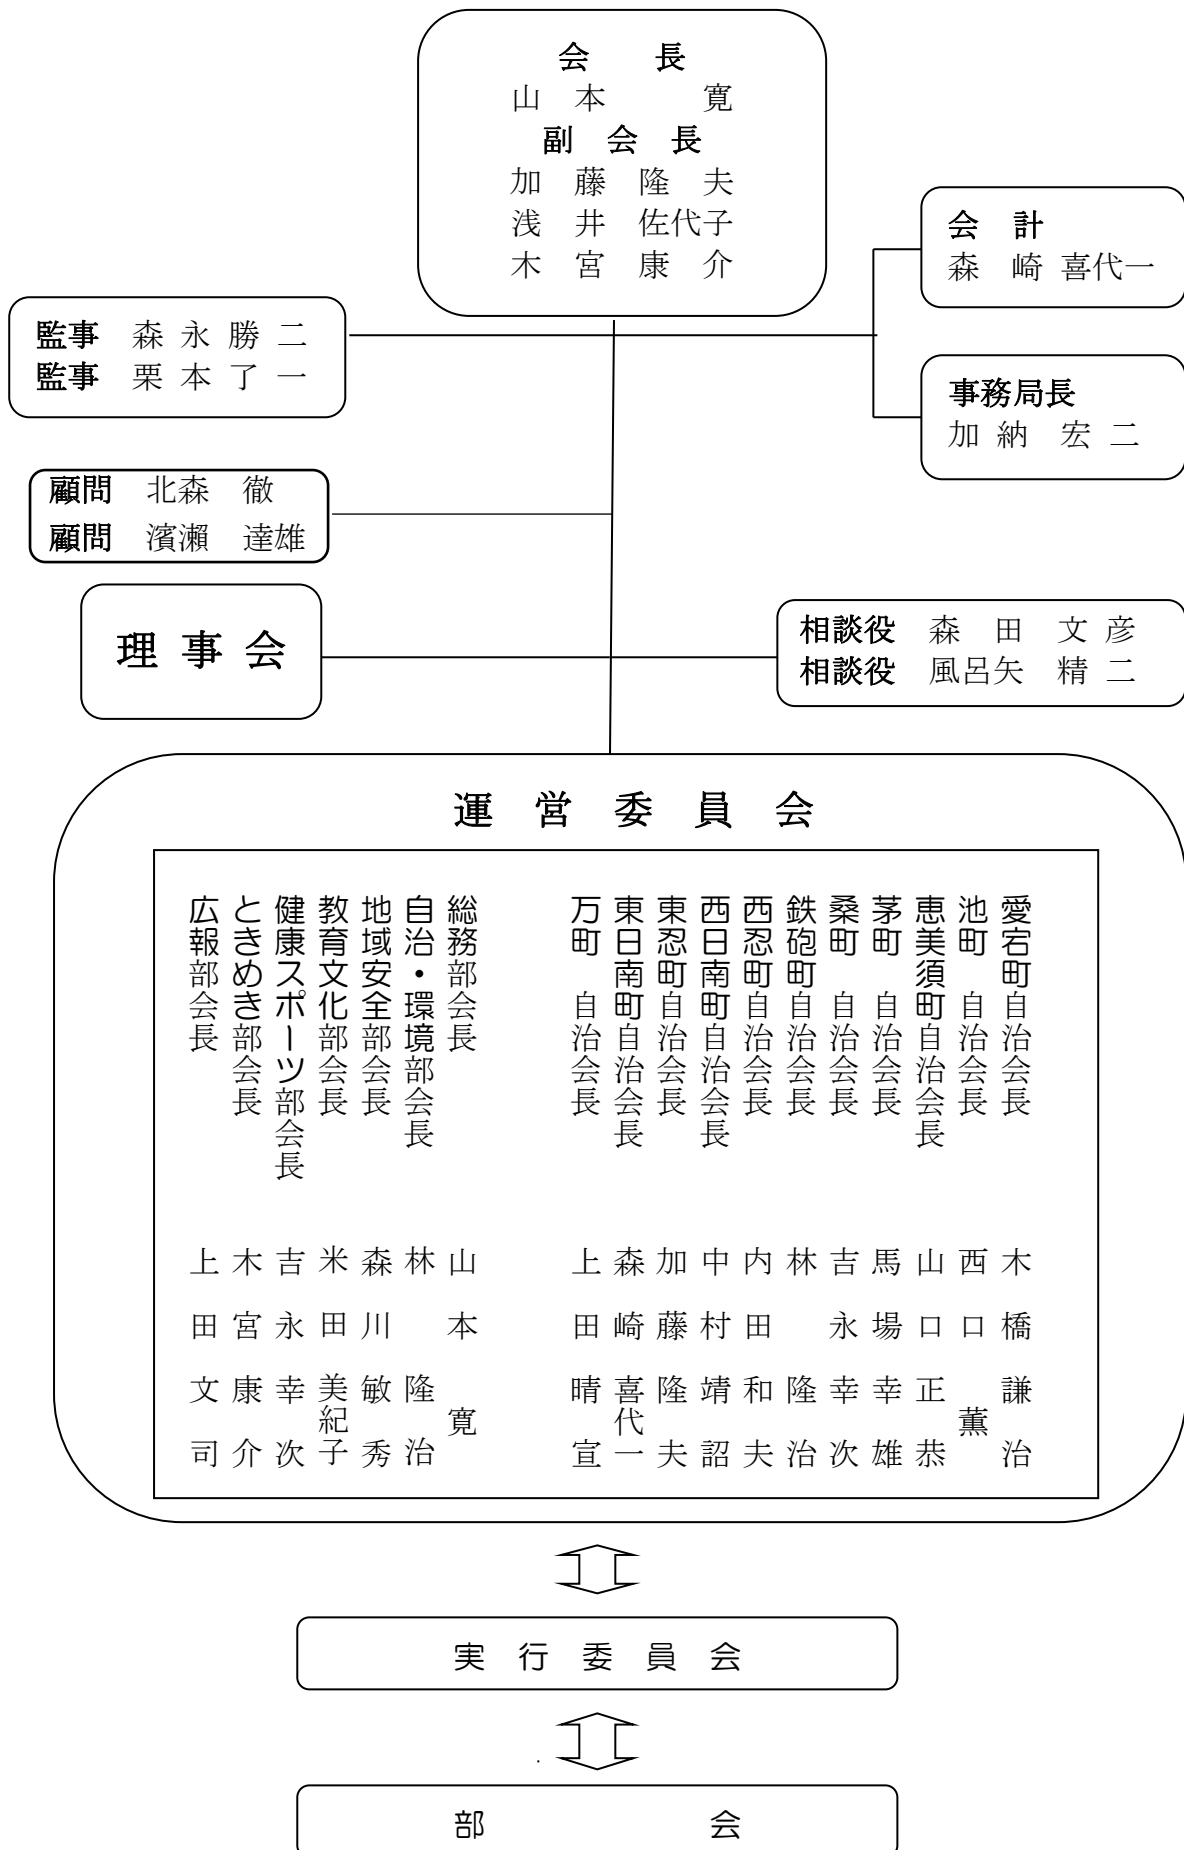 会長
山本 寛
副会長
加藤隆夫
浅井佐代子
木宮康介
会計
森崎喜代一
監事 森永勝二
監事 栗本了一
事務局長
加納宏二
顧問 北森 徹
顧問 濱瀬 達雄
理事会
相談役 森田文彦
相談役 風呂矢精二
運営委員会
愛宕町自治会長 木橋謙治
池町 自治会長 西口薫
恵美須町自治会長 山口正恭
茅町 自治会長 馬場幸雄
桑町 自治会長 吉永幸次
鉄砲町自治会長 林 隆治
西忍町自治会長 内田和夫
西日南町自治会長 中村靖詔
東忍町自治会長 加藤隆夫
東日南町自治会長 森崎喜代一
万町 自治会長 上田晴宣
総務部会長 山本 寛
自治・環境部会長 林 隆治
地域安全部会長 森川敏秀
教育文化部会長 米田美紀子
健康スポーツ部会長 吉永幸次
ときめき部会長 木宮康介
広報部会長 上田文司
実行委員会
部会